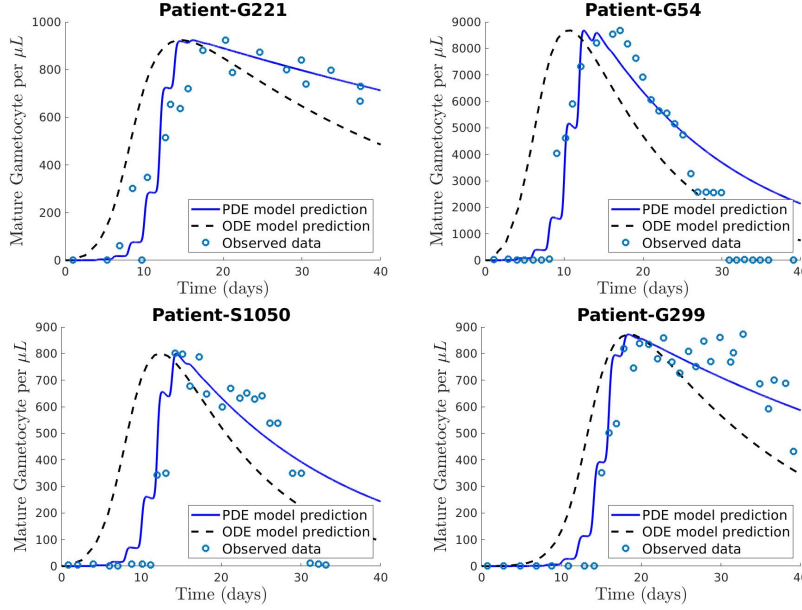 Patient-G221
Mature Gametocyte per μL
1000
800
600
400
200
0
0 10 20 30 40
Time (days)
PDE model prediction
ODE model prediction
Observed data
Patient-G54
Mature Gametocyte per μL
9000
8000
7000
6000
5000
4000
3000
2000
1000
0
0 10 20 30 40
Time (days)
PDE model prediction
ODE model prediction
Observed data
Patient-S1050
Mature Gametocyte per μL
900
800
700
600
500
400
300
200
100
0
0 10 20 30 40
Time (days)
PDE model prediction
ODE model prediction
Observed data
Patient-G299
Mature Gametocyte per μL
900
800
700
600
500
400
300
200
100
0
0 10 20 30 40
Time (days)
PDE model prediction
ODE model prediction
Observed data